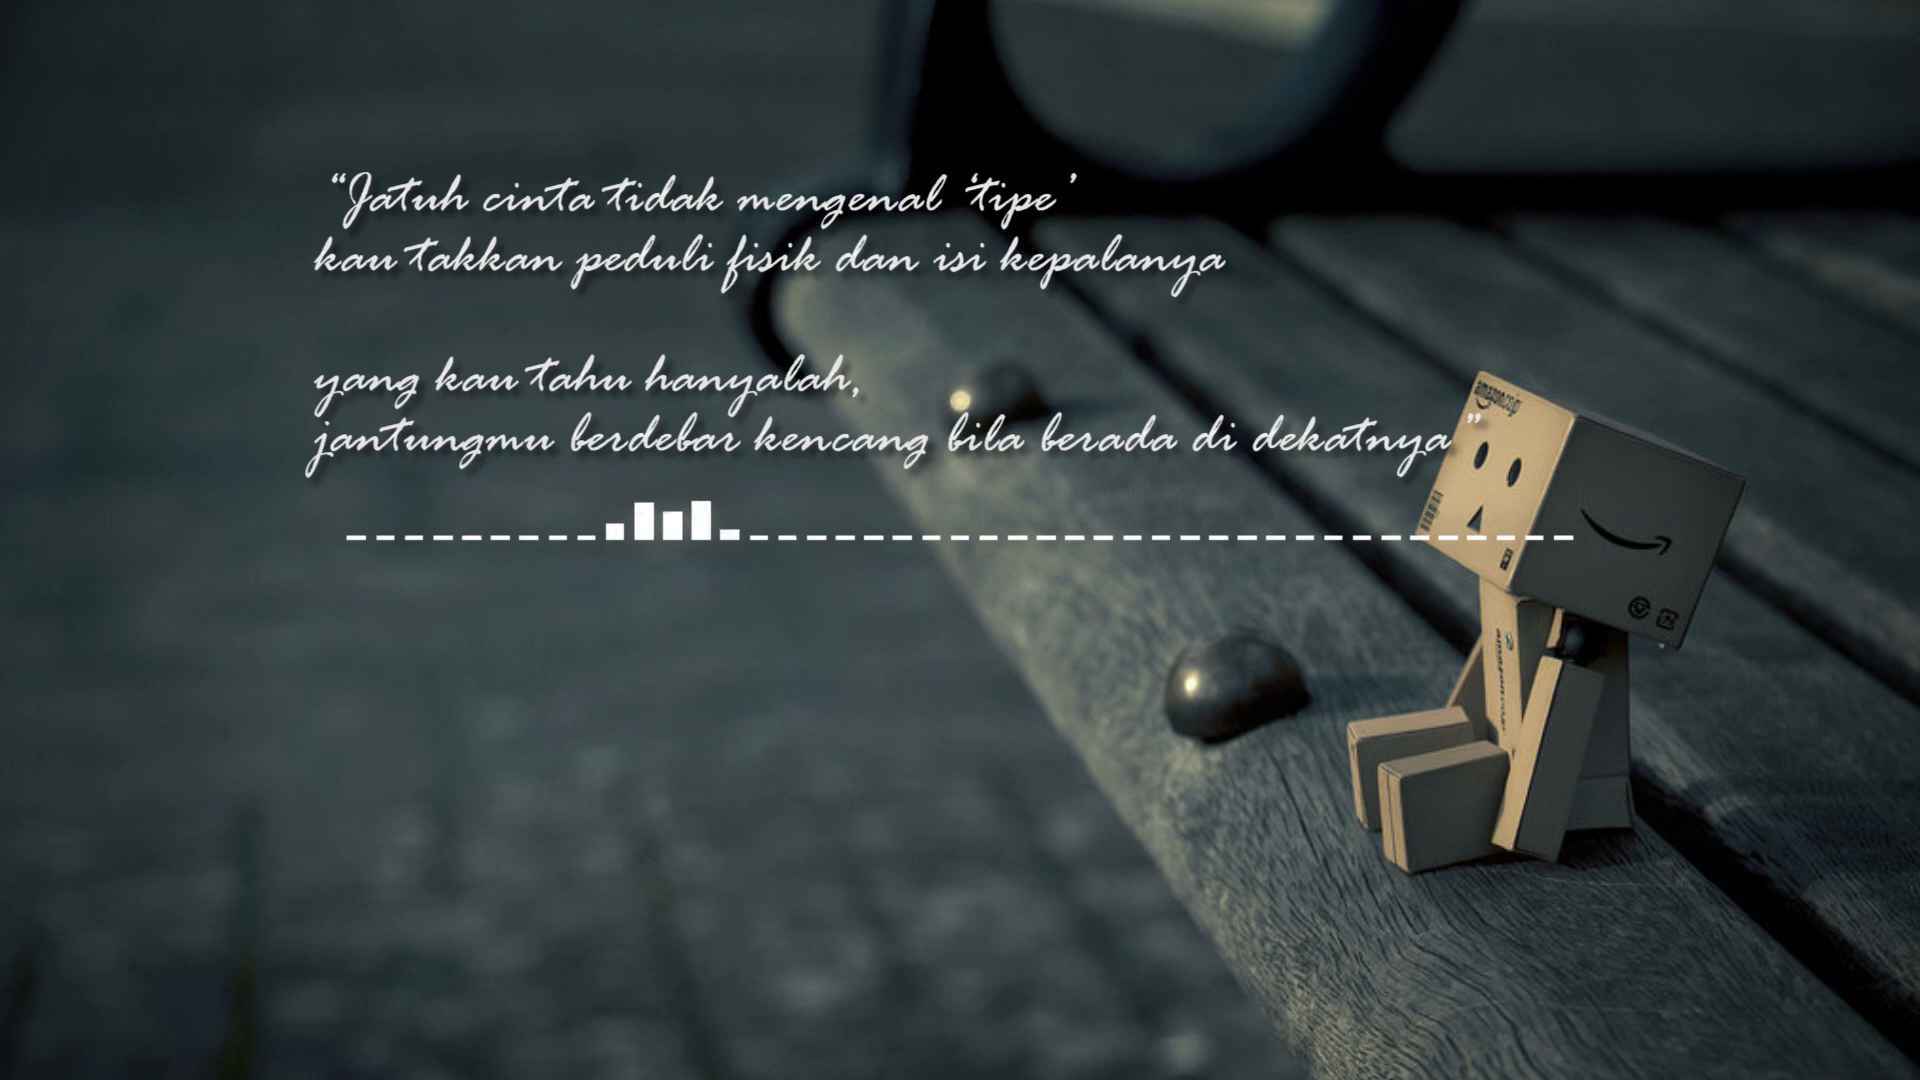 “Jatuh cinta tidak mengenal ‘tipe’
kau takkan peduli fisik dan isi kepalanya
yang kau tahu hanyalah,
jantungmu berdebar kencang bila berada di dekatnya”